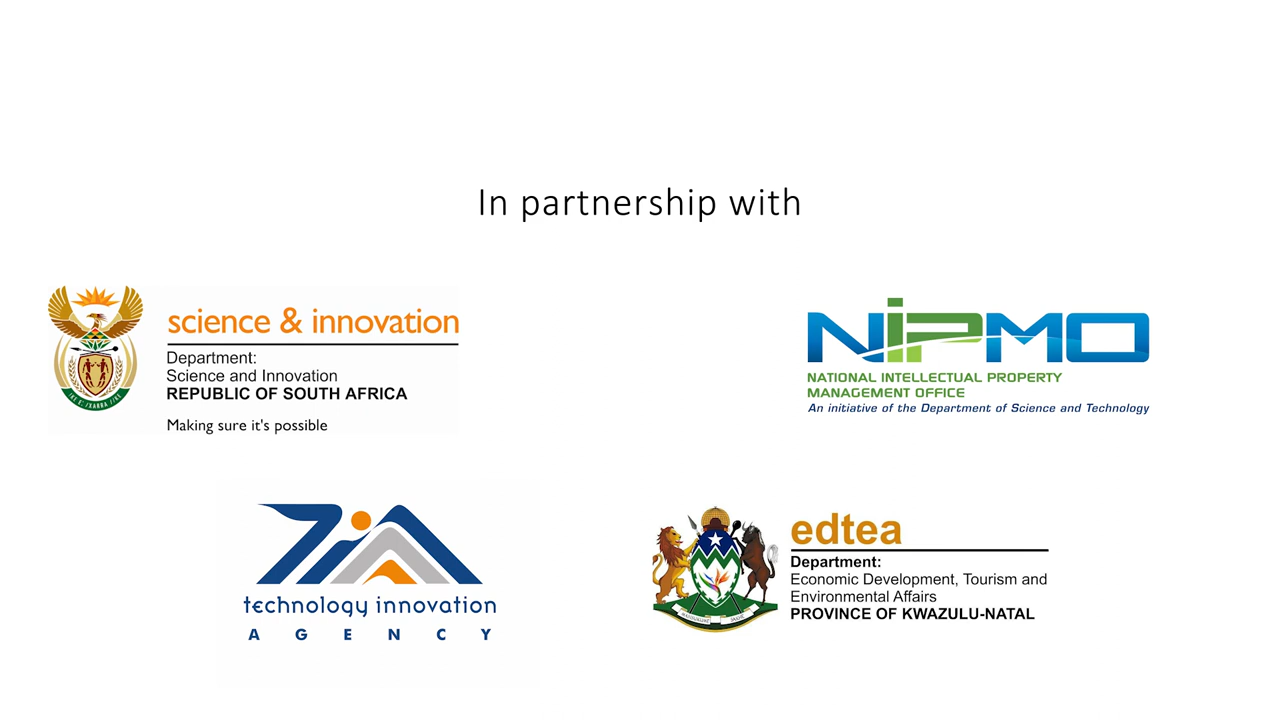 In partnership with
science & innovation
Department:
Science and Innovation
REPUBLIC OF SOUTH AFRICA
Making sure it's possible
NiPMO
NATIONAL INTELLECTUAL PROPERTY
MANAGEMENT OFFICE
An initiative of the Department of Science and Technology
TIA
technology innovation
AGENCY
edtea
Department:
Economic Development, Tourism and
Environmental Affairs
PROVINCE OF KWAZULU-NATAL